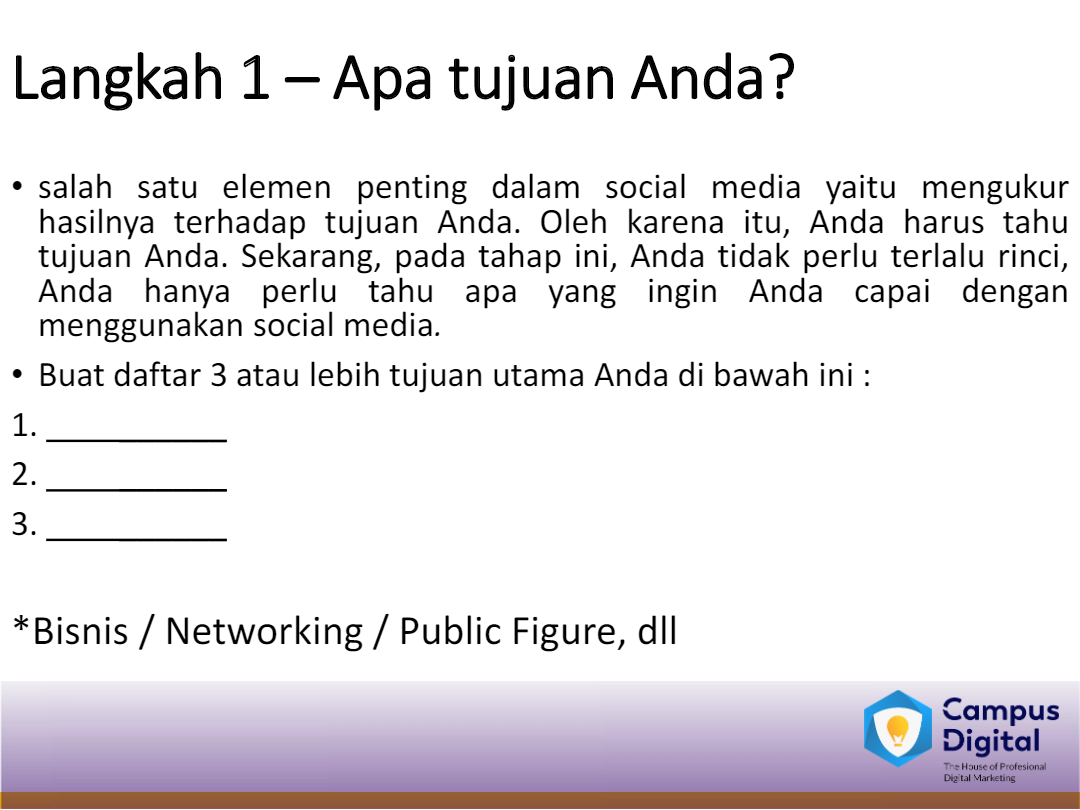 Langkah 1 – Apa tujuan Anda?
• salah satu elemen penting dalam social media yaitu mengukur
hasilnya terhadap tujuan Anda. Oleh karena itu, Anda harus tahu
tujuan Anda. Sekarang, pada tahap ini, Anda tidak perlu terlalu rinci,
Anda hanya perlu tahu apa yang ingin Anda capai dengan
menggunakan social media.
• Buat daftar 3 atau lebih tujuan utama Anda di bawah ini :
1. __________
2. __________
3. __________
*Bisnis / Networking / Public Figure, dll
Campus
Digital
The House of Profesional
Digital Marketing